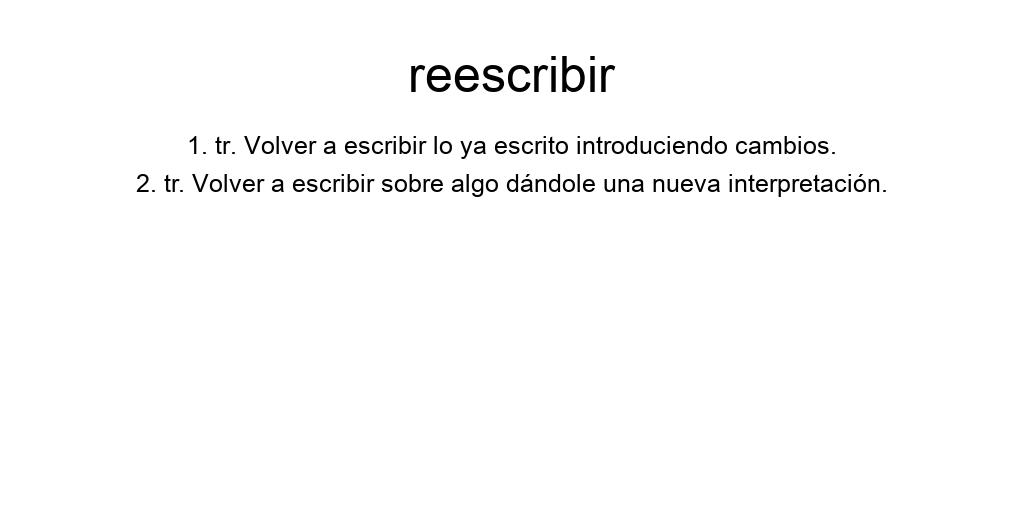 reescribir
1. tr. Volver a escribir lo ya escrito introduciendo cambios.
2. tr. Volver a escribir sobre algo dándole una nueva interpretación.